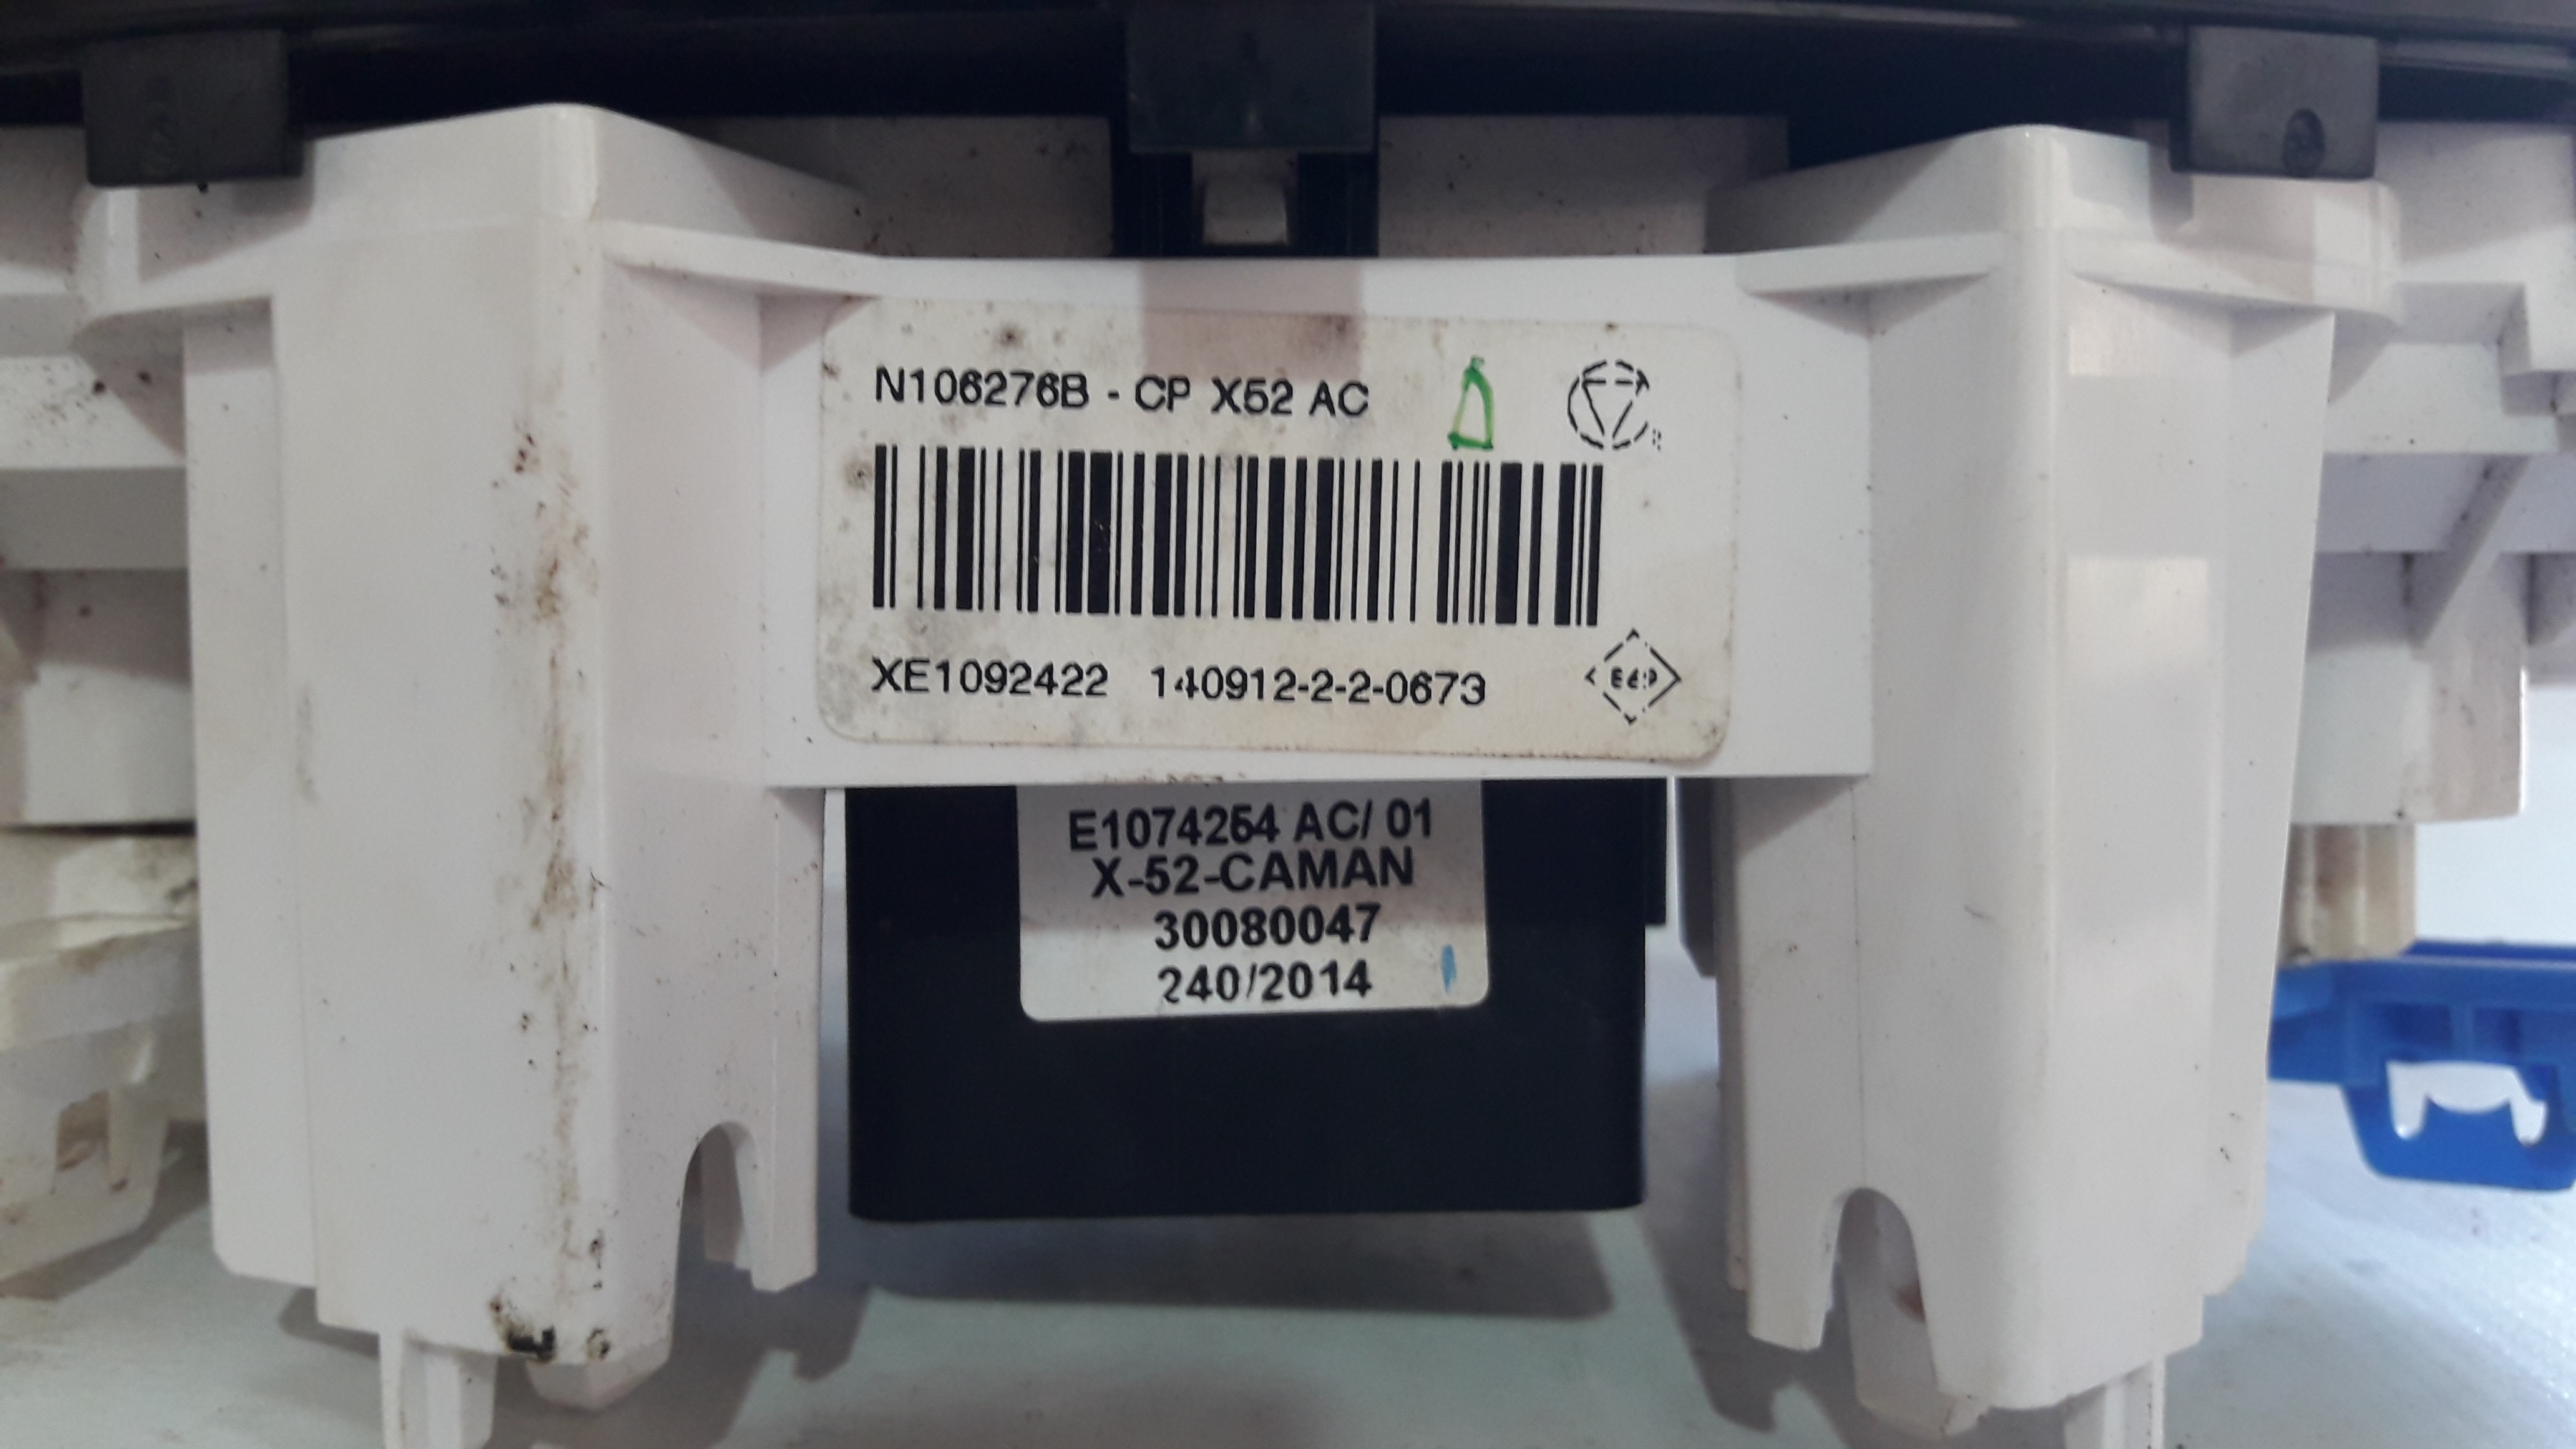 N106276B - CP X52 AC
XE1092422 140912-2-2-0673
E1074254 AC/ 01
X-52-CAMAN
30080047
240/2014